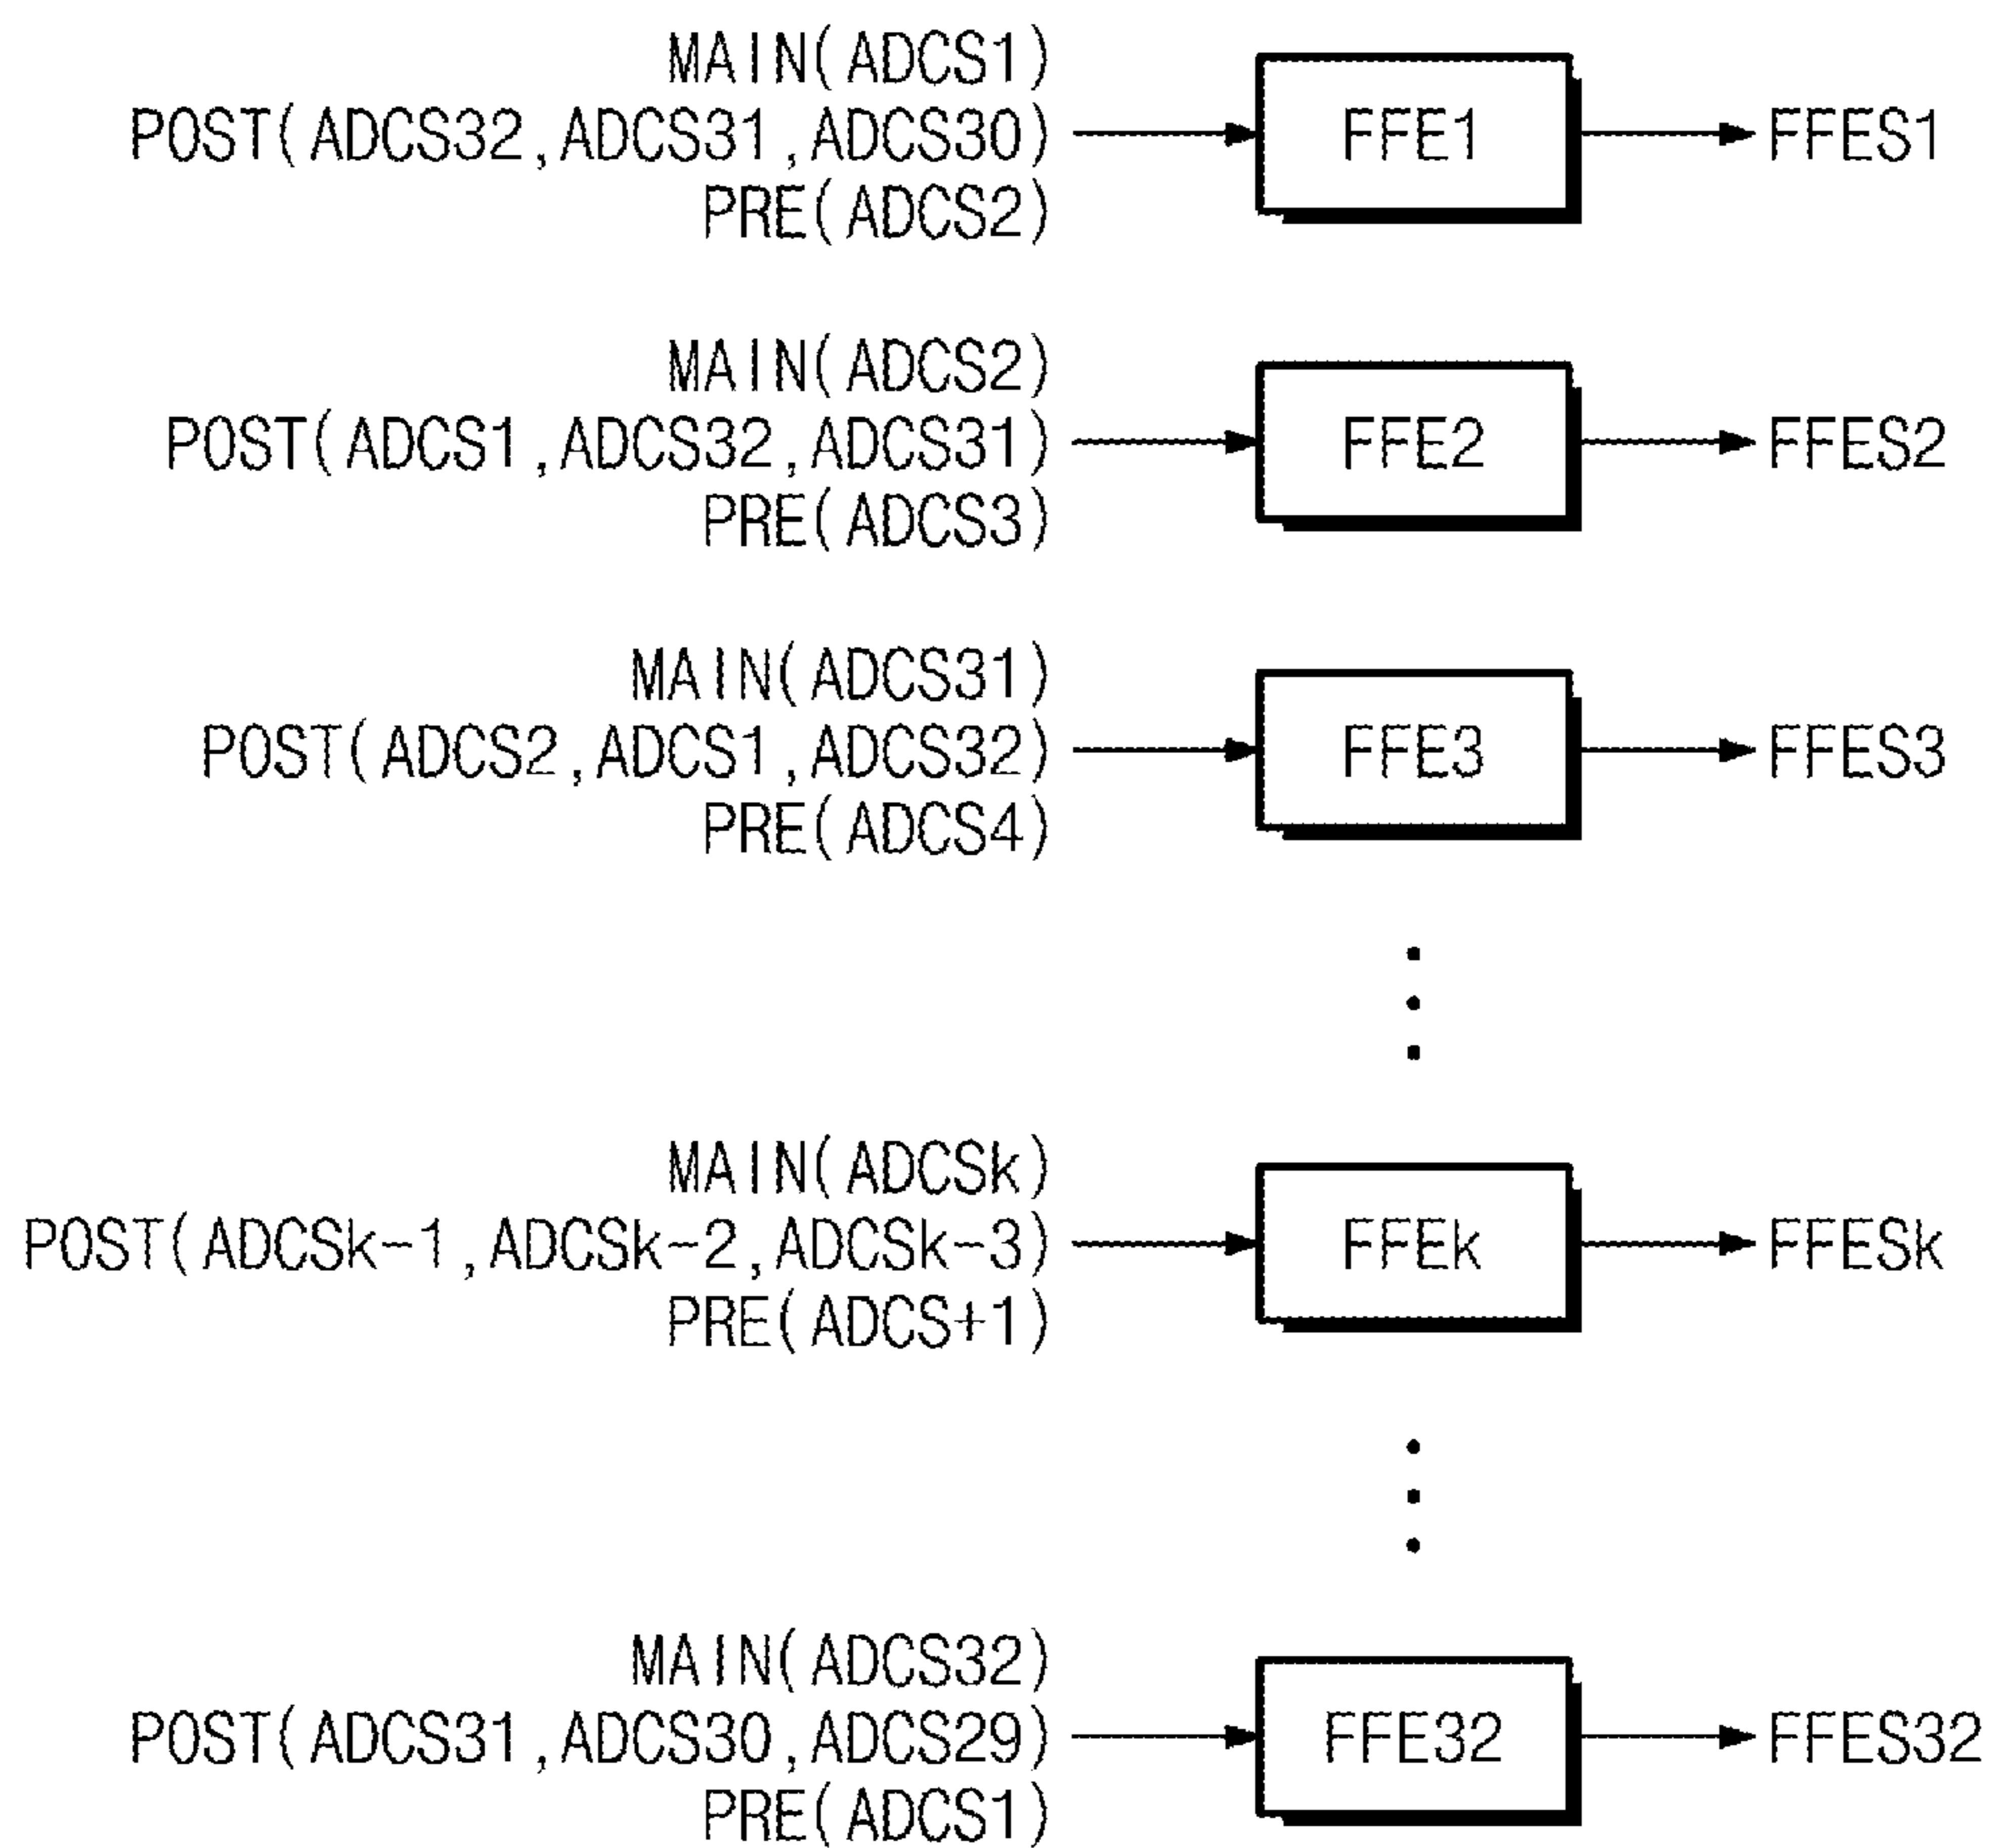 MAIN(ADCS1)
POST(ADCS32,ADCS31,ADCS30)
PRE(ADCS2)
FFE1
FFES1
MAIN(ADCS2)
POST(ADCS1,ADCS32,ADCS31)
PRE(ADCS3)
FFE2
FFES2
MAIN(ADCS31)
POST(ADCS2,ADCS1,ADCS32)
PRE(ADCS4)
FFE3
FFES3
MAIN(ADCSk)
POST(ADCSk-1,ADCSk-2,ADCSk-3)
PRE(ADCS+1)
FFEk
FFESk
MAIN(ADCS32)
POST(ADCS31,ADCS30,ADCS29)
PRE(ADCS1)
FFE32
FFES32